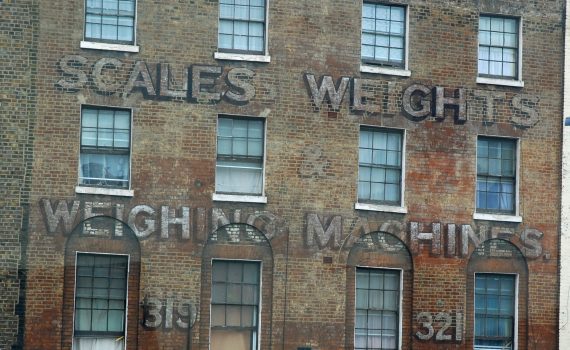 SCALES WEIGHTS
&
WEIGHING MACHINES
319 321